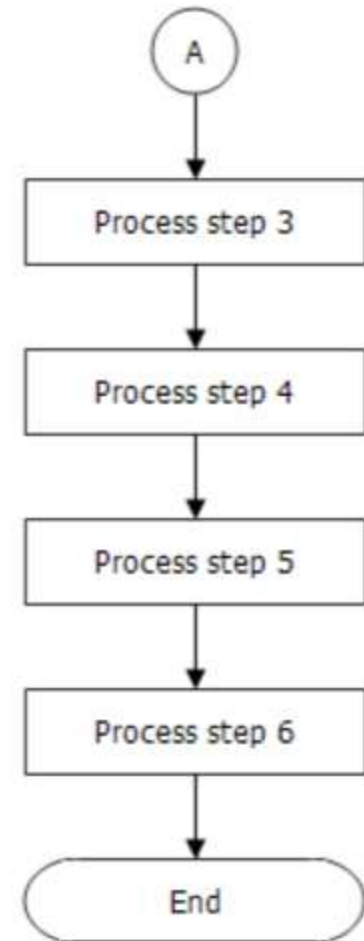 A
Process step 3
Process step 4
Process step 5
Process step 6
End